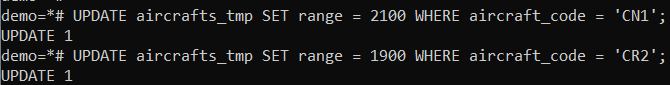 demo=*# UPDATE aircrafts_tmp SET range = 2100 WHERE aircraft_code = 'CN1';
UPDATE 1
demo=*# UPDATE aircrafts_tmp SET range = 1900 WHERE aircraft_code = 'CR2';
UPDATE 1